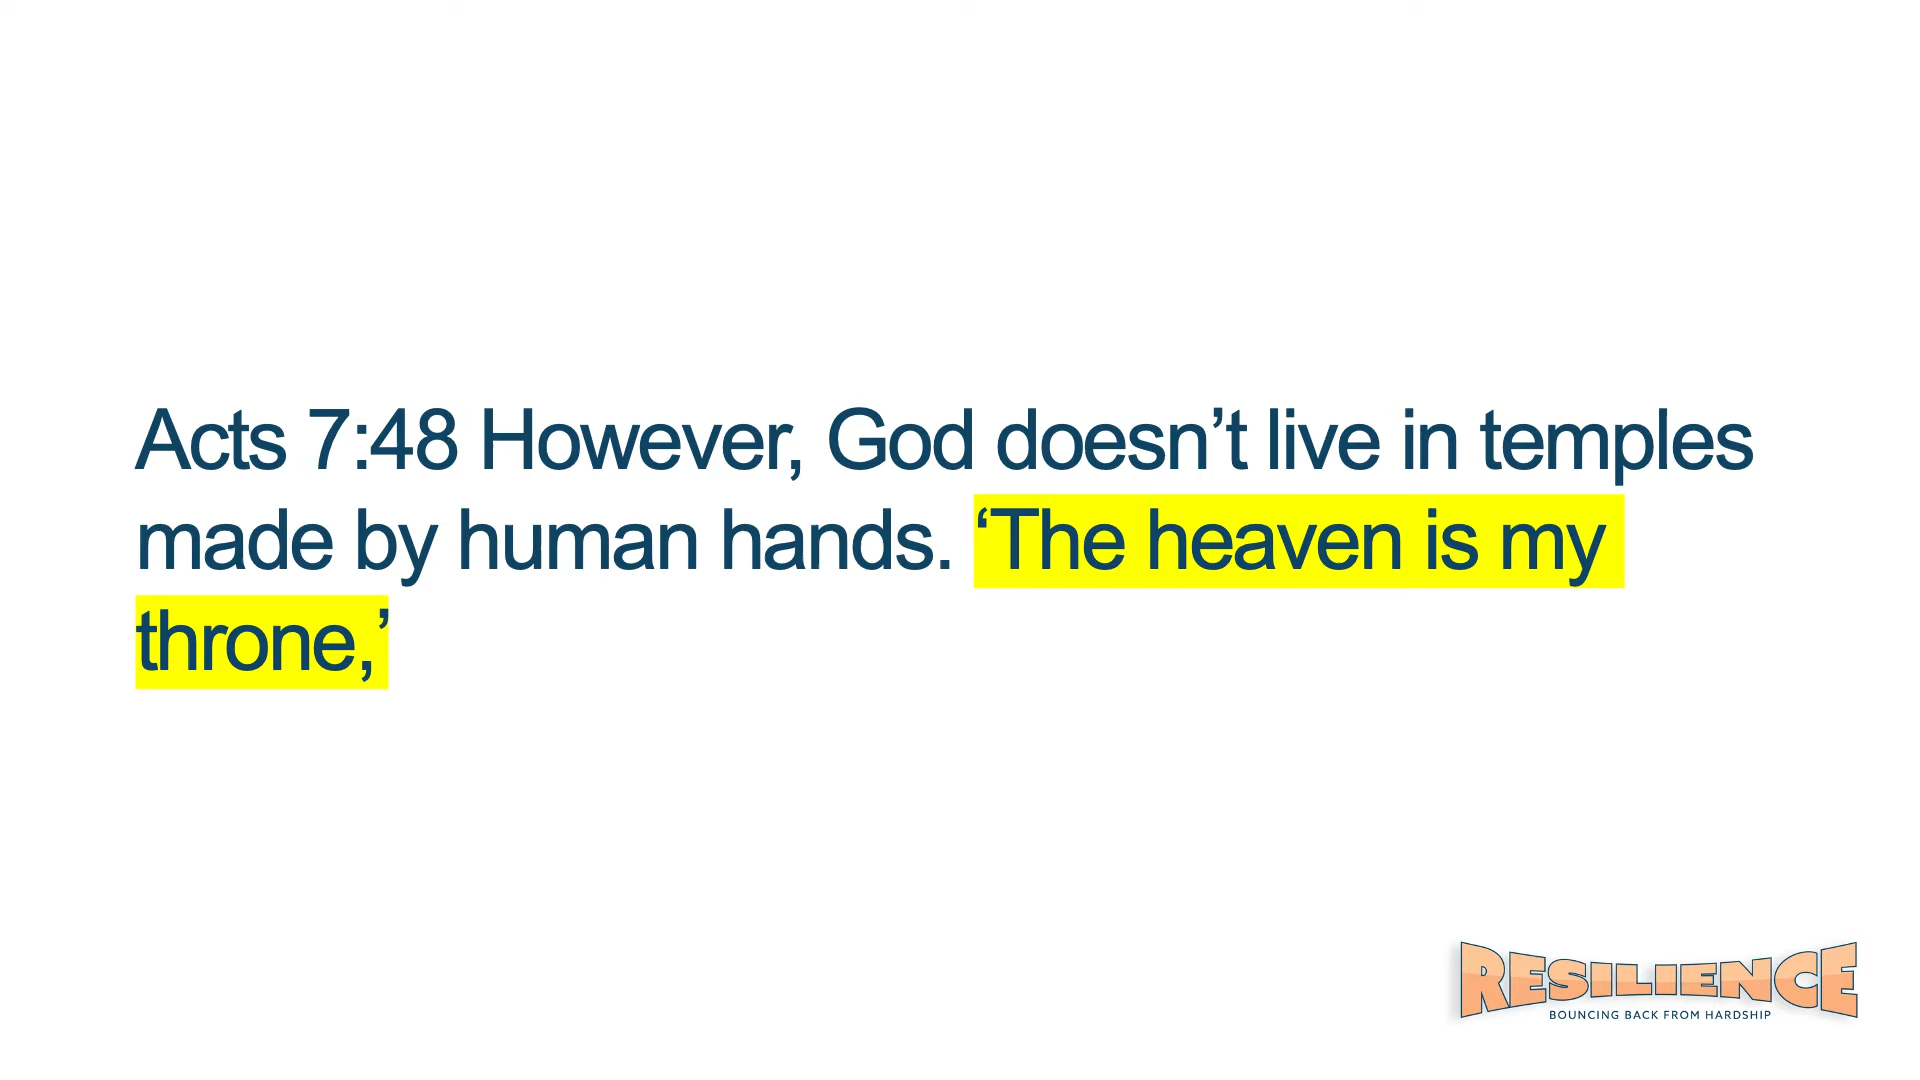 Acts 7:48 However, God doesn’t live in temples
made by human hands. ‘The heaven is my
throne,’
RESILIENCE
BOUNCING BACK FROM HARDSHIP